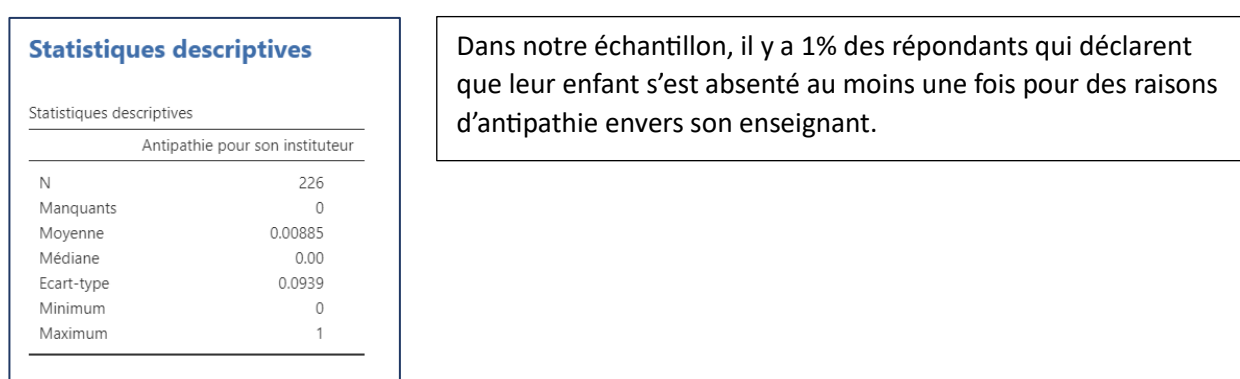 Statistiques descriptives
Statistiques descriptives
Antipathie pour son instituteur
N 226
Manquants 0
Moyenne 0.00885
Médiane 0.00
Ecart-type 0.0939
Minimum 0
Maximum 1
Dans notre échantillon, il y a 1% des répondants qui déclarent
que leur enfant s’est absenté au moins une fois pour des raisons
d’antipathie envers son enseignant.